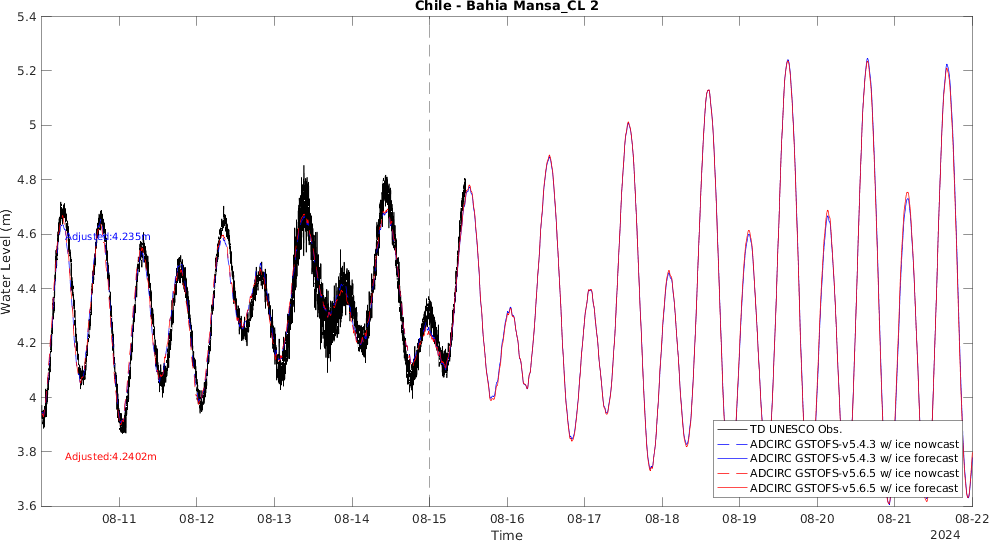 Chile - Bahia Mansa_CL 2
5.4
5.2
5
4.8
4.6
4.4
4.2
4
3.8
3.6
Water Level (m)
Adjusted:4.235m
Adjusted:4.2402m
TD UNESCO Obs.
ADCIRC GSTOFS-v5.4.3 w/ ice nowcast
ADCIRC GSTOFS-v5.4.3 w/ ice forecast
ADCIRC GSTOFS-v5.6.5 w/ ice nowcast
ADCIRC GSTOFS-v5.6.5 w/ ice forecast
08-11 08-12 08-13 08-14 08-15 08-16 08-17 08-18 08-19 08-20 08-21 08-22
Time
2024